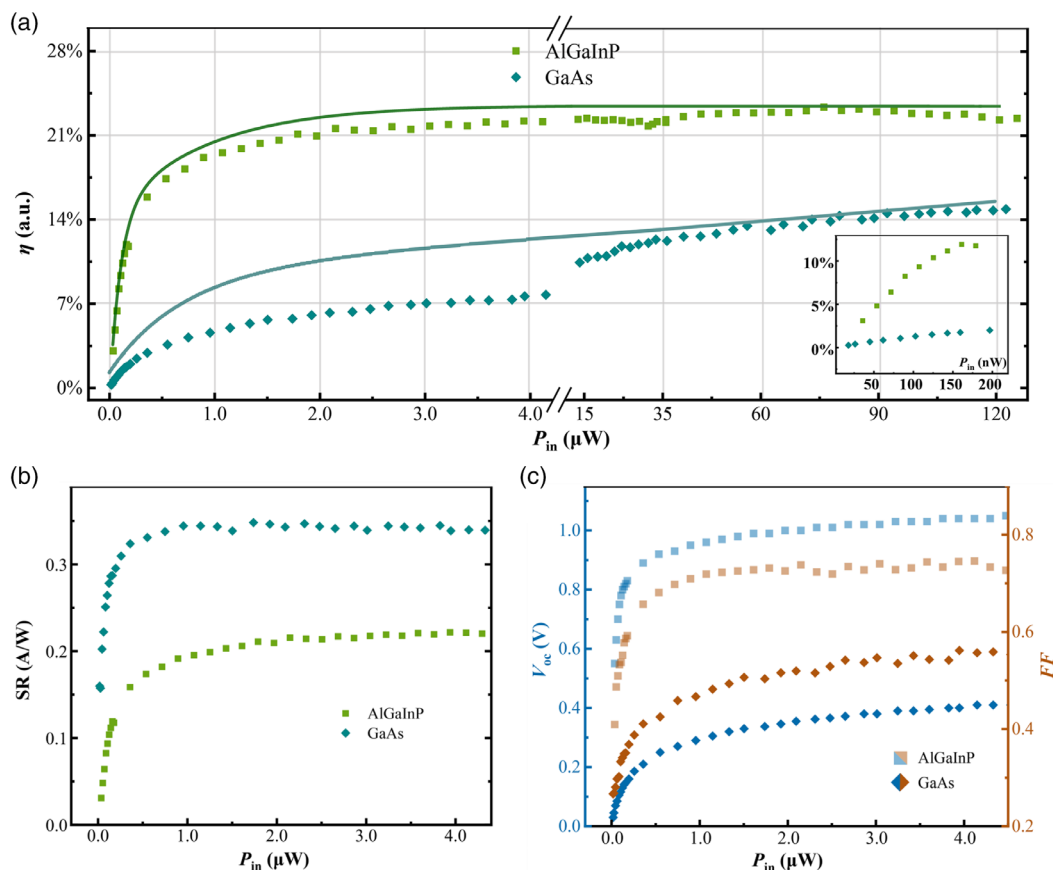 (a)
28%
21%
14%
7%
0%
η (a.u.)
AlGaInP
GaAs
10%
5%
0%
Pin (nW)
50 100 150 200
0.0 1.0 2.0 3.0 4.0 15 35 60 90 120
Pin (μW)
(b)
0.3
0.2
0.1
0.0
SR (A/W)
AlGaInP
GaAs
0.0 1.0 2.0 3.0 4.0
Pin (μW)
(c)
1.0
0.8
0.6
0.4
0.2
0.0
Voc (V)
0.8
0.6
0.4
0.2
FF
AlGaInP
GaAs
0.0 1.0 2.0 3.0 4.0
Pin (μW)